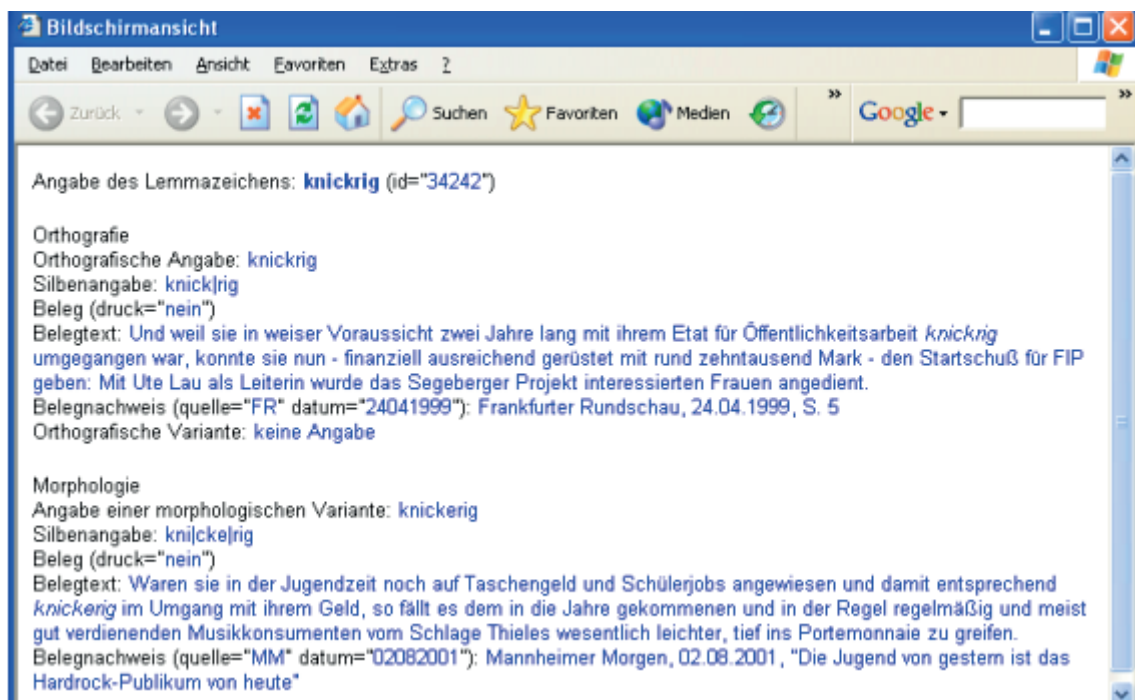 Bildschirmansicht
Datei Bearbeiten Ansicht Favoriten Extras ?
Zurück Suchen Favoriten Medien » Google »
Angabe des Lemmazeichens: knickrig (id="34242")
Orthografie
Orthografische Angabe: knickrig
Silbenangabe: knick|rig
Beleg (druck="nein")
Belegtext: Und weil sie in weiser Voraussicht zwei Jahre lang mit ihrem Etat für Öffentlichkeitsarbeit knickrig
umgegangen war, konnte sie nun - finanziell ausreichend gerüstet mit rund zehntausend Mark - den Startschuß für FIP
geben: Mit Ute Lau als Leiterin wurde das Segeberger Projekt interessierten Frauen angedient.
Belegnachweis (quelle="FR" datum="24041999"): Frankfurter Rundschau, 24.04.1999, S. 5
Orthografische Variante: keine Angabe
Morphologie
Angabe einer morphologischen Variante: knickerig
Silbenangabe: kni|cke|rig
Beleg (druck="nein")
Belegtext: Waren sie in der Jugendzeit noch auf Taschengeld und Schülerjobs angewiesen und damit entsprechend
knickerig im Umgang mit ihrem Geld, so fällt es dem in die Jahre gekommenen und in der Regel regelmäßig und meist
gut verdienenden Musikkonsumenten vom Schlage Thieles wesentlich leichter, tief ins Portemonnaie zu greifen.
Belegnachweis (quelle="MM" datum="02082001"): Mannheimer Morgen, 02.08.2001, "Die Jugend von gestern ist das
Hardrock-Publikum von heute"